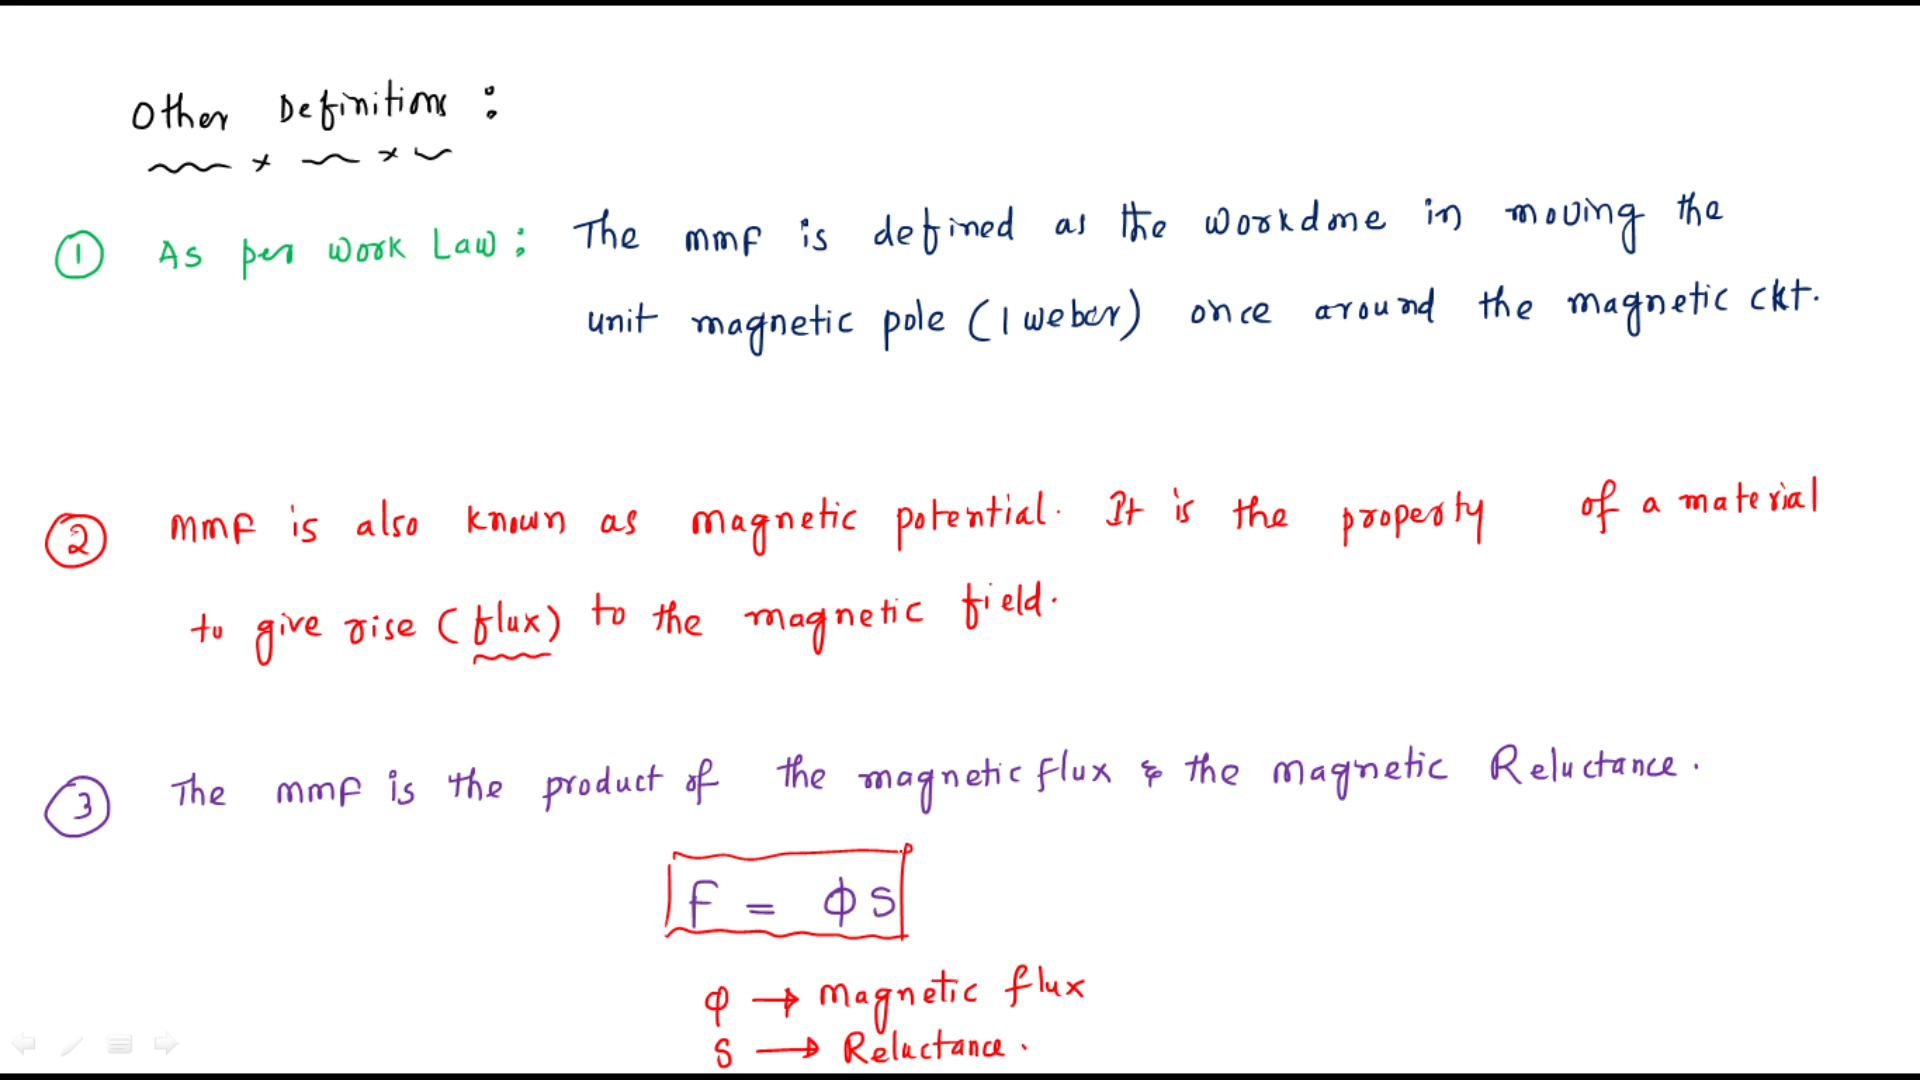 Other Definitions :
① As per work Law : The mmF is defined as the workdone in moving the
unit magnetic pole (1 weber) once around the magnetic ckt.
② mmF is also known as magnetic potential. It is the property of a material
to give rise (flux) to the magnetic field.
③ The mmF is the product of the magnetic flux & the magnetic Reluctance.
F = ϕ S
φ → magnetic flux
S → Reluctance.